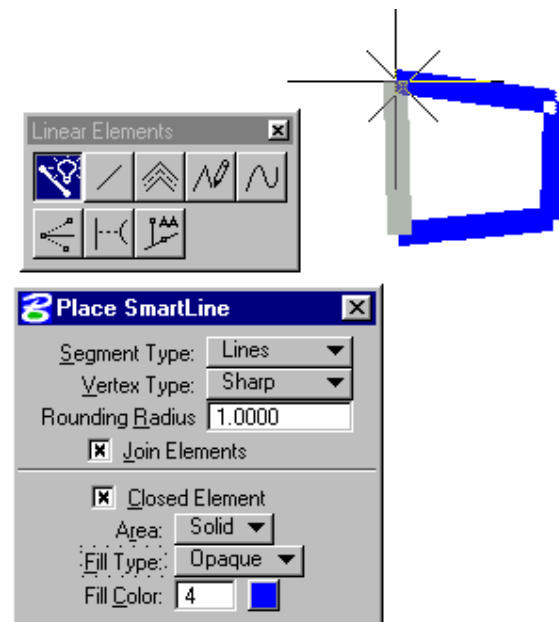 Linear Elements
Place SmartLine
Segment Type: Lines
Vertex Type: Sharp
Rounding Radius 1.0000
Join Elements
Closed Element
Area: Solid
Fill Type: Opaque
Fill Color: 4